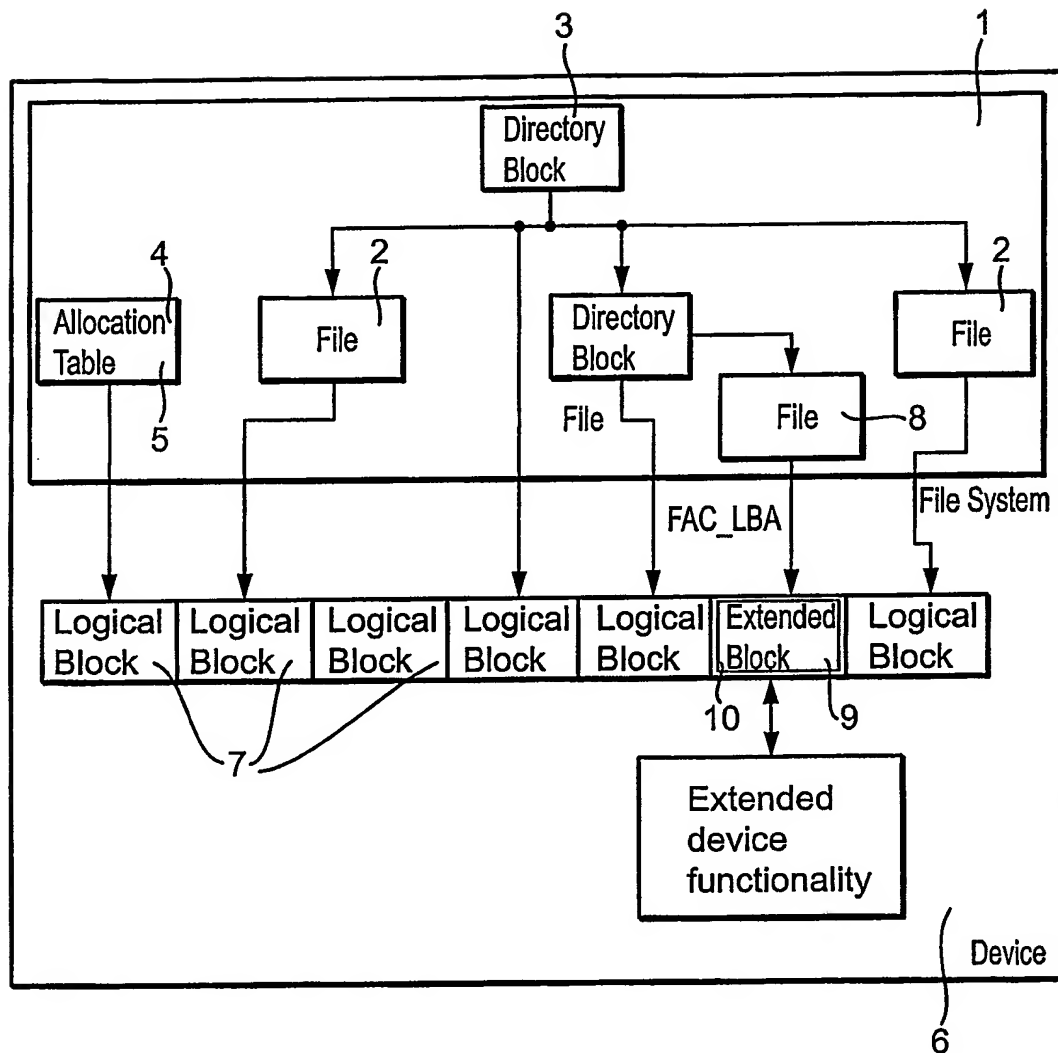 3
1
Directory
Block
4
2
2
Allocation
Table
5
File
Directory
Block
File
File
File
8
File System
FAC_LBA
Logical
Block
Logical
Block
Logical
Block
Logical
Block
Logical
Block
Extended
Block
Logical
Block
7
10
9
Extended
device
functionality
Device
6